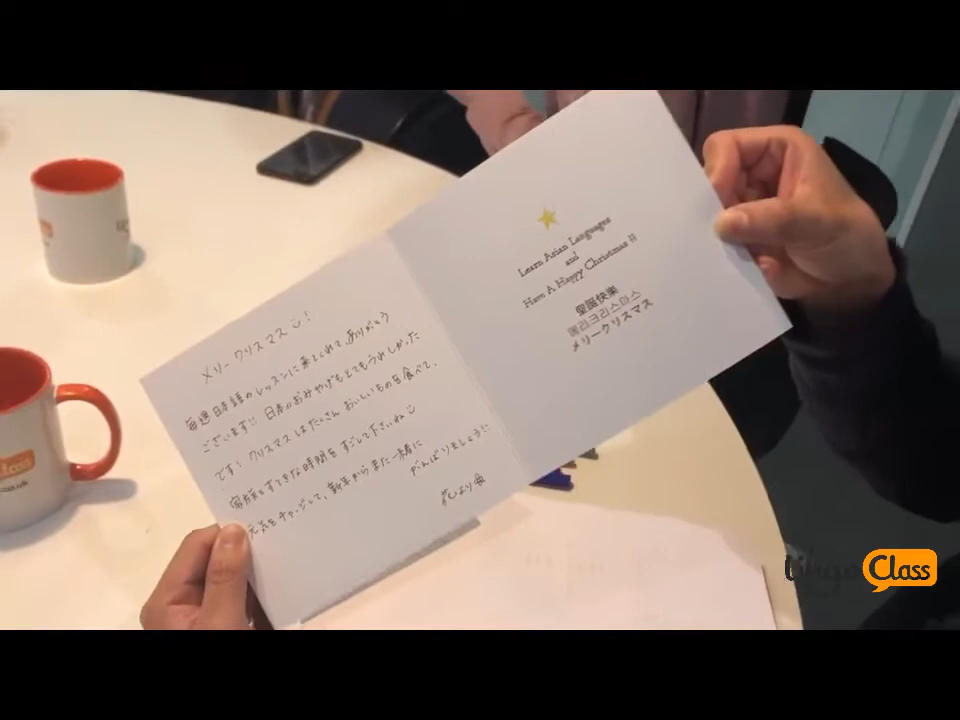 メリークリスマス！
毎週日本語のレッスンに来てくれて、ありがとう
ございます!! 日本のおみやげもとてもうれしかった
です! クリスマスはたくさんおいしいものを食べて、
家族とすてきな時間をすごして下さいね
元気をチャージして、新年からまた一緒に
がんばりましょう!!
より
Learn Asian Languages
and
Have A Happy Christmas !!
聖誕快樂
메리크리스마스
メリークリスマス
Class